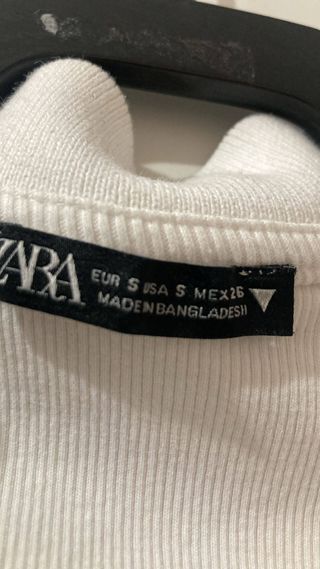 ZARA
EUR S USA S MEX 26
MADE IN BANGLADESH